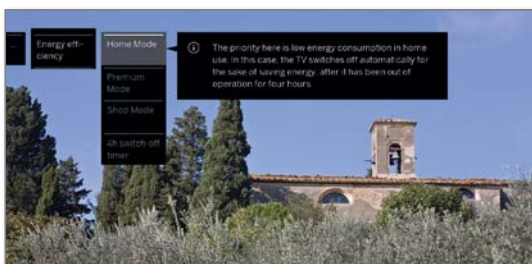 ...
Energy effi-
ciency
Home Mode
The priority here is low energy consumption in home
use. In this case, the TV switches off automatically for
the sake of saving energy, after it has been out of
operation for four hours.
Premium
Mode
Shop Mode
4h switch-off
timer